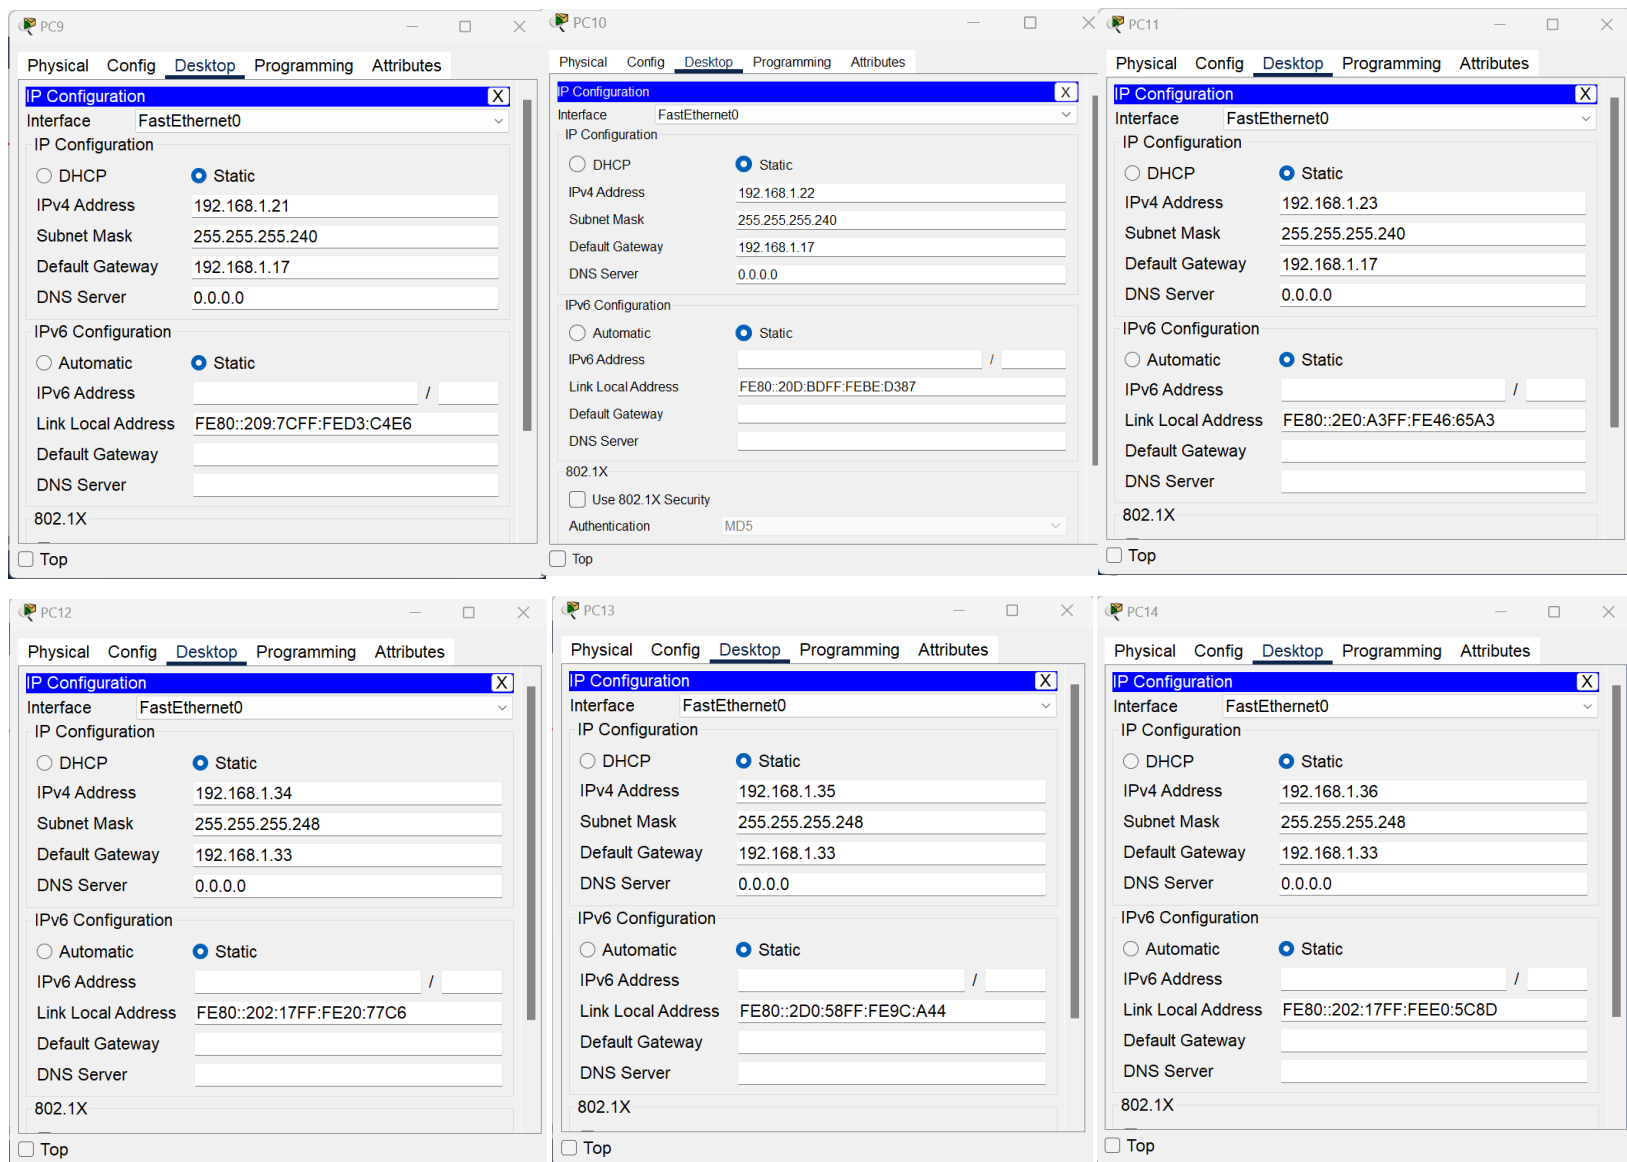 PC9
Physical Config Desktop Programming Attributes
IP Configuration X
Interface FastEthernet0
IP Configuration
DHCP Static
IPv4 Address 192.168.1.21
Subnet Mask 255.255.255.240
Default Gateway 192.168.1.17
DNS Server 0.0.0.0
IPv6 Configuration
Automatic Static
IPv6 Address /
Link Local Address FE80::209:7CFF:FED3:C4E6
Default Gateway
DNS Server
802.1X
Top
PC10
Physical Config Desktop Programming Attributes
IP Configuration X
Interface FastEthernet0
IP Configuration
DHCP Static
IPv4 Address 192.168.1.22
Subnet Mask 255.255.255.240
Default Gateway 192.168.1.17
DNS Server 0.0.0.0
IPv6 Configuration
Automatic Static
IPv6 Address /
Link Local Address FE80::20D:BDFF:FEBE:D387
Default Gateway
DNS Server
802.1X
Use 802.1X Security
Authentication MD5
Top
PC11
Physical Config Desktop Programming Attributes
IP Configuration X
Interface FastEthernet0
IP Configuration
DHCP Static
IPv4 Address 192.168.1.23
Subnet Mask 255.255.255.240
Default Gateway 192.168.1.17
DNS Server 0.0.0.0
IPv6 Configuration
Automatic Static
IPv6 Address /
Link Local Address FE80::2E0:A3FF:FE46:65A3
Default Gateway
DNS Server
802.1X
Top
PC12
Physical Config Desktop Programming Attributes
IP Configuration X
Interface FastEthernet0
IP Configuration
DHCP Static
IPv4 Address 192.168.1.34
Subnet Mask 255.255.255.248
Default Gateway 192.168.1.33
DNS Server 0.0.0.0
IPv6 Configuration
Automatic Static
IPv6 Address /
Link Local Address FE80::202:17FF:FE20:77C6
Default Gateway
DNS Server
802.1X
Top
PC13
Physical Config Desktop Programming Attributes
IP Configuration X
Interface FastEthernet0
IP Configuration
DHCP Static
IPv4 Address 192.168.1.35
Subnet Mask 255.255.255.248
Default Gateway 192.168.1.33
DNS Server 0.0.0.0
IPv6 Configuration
Automatic Static
IPv6 Address /
Link Local Address FE80::2D0:58FF:FE9C:A44
Default Gateway
DNS Server
802.1X
Top
PC14
Physical Config Desktop Programming Attributes
IP Configuration X
Interface FastEthernet0
IP Configuration
DHCP Static
IPv4 Address 192.168.1.36
Subnet Mask 255.255.255.248
Default Gateway 192.168.1.33
DNS Server 0.0.0.0
IPv6 Configuration
Automatic Static
IPv6 Address /
Link Local Address FE80::202:17FF:FEE0:5C8D
Default Gateway
DNS Server
802.1X
Top